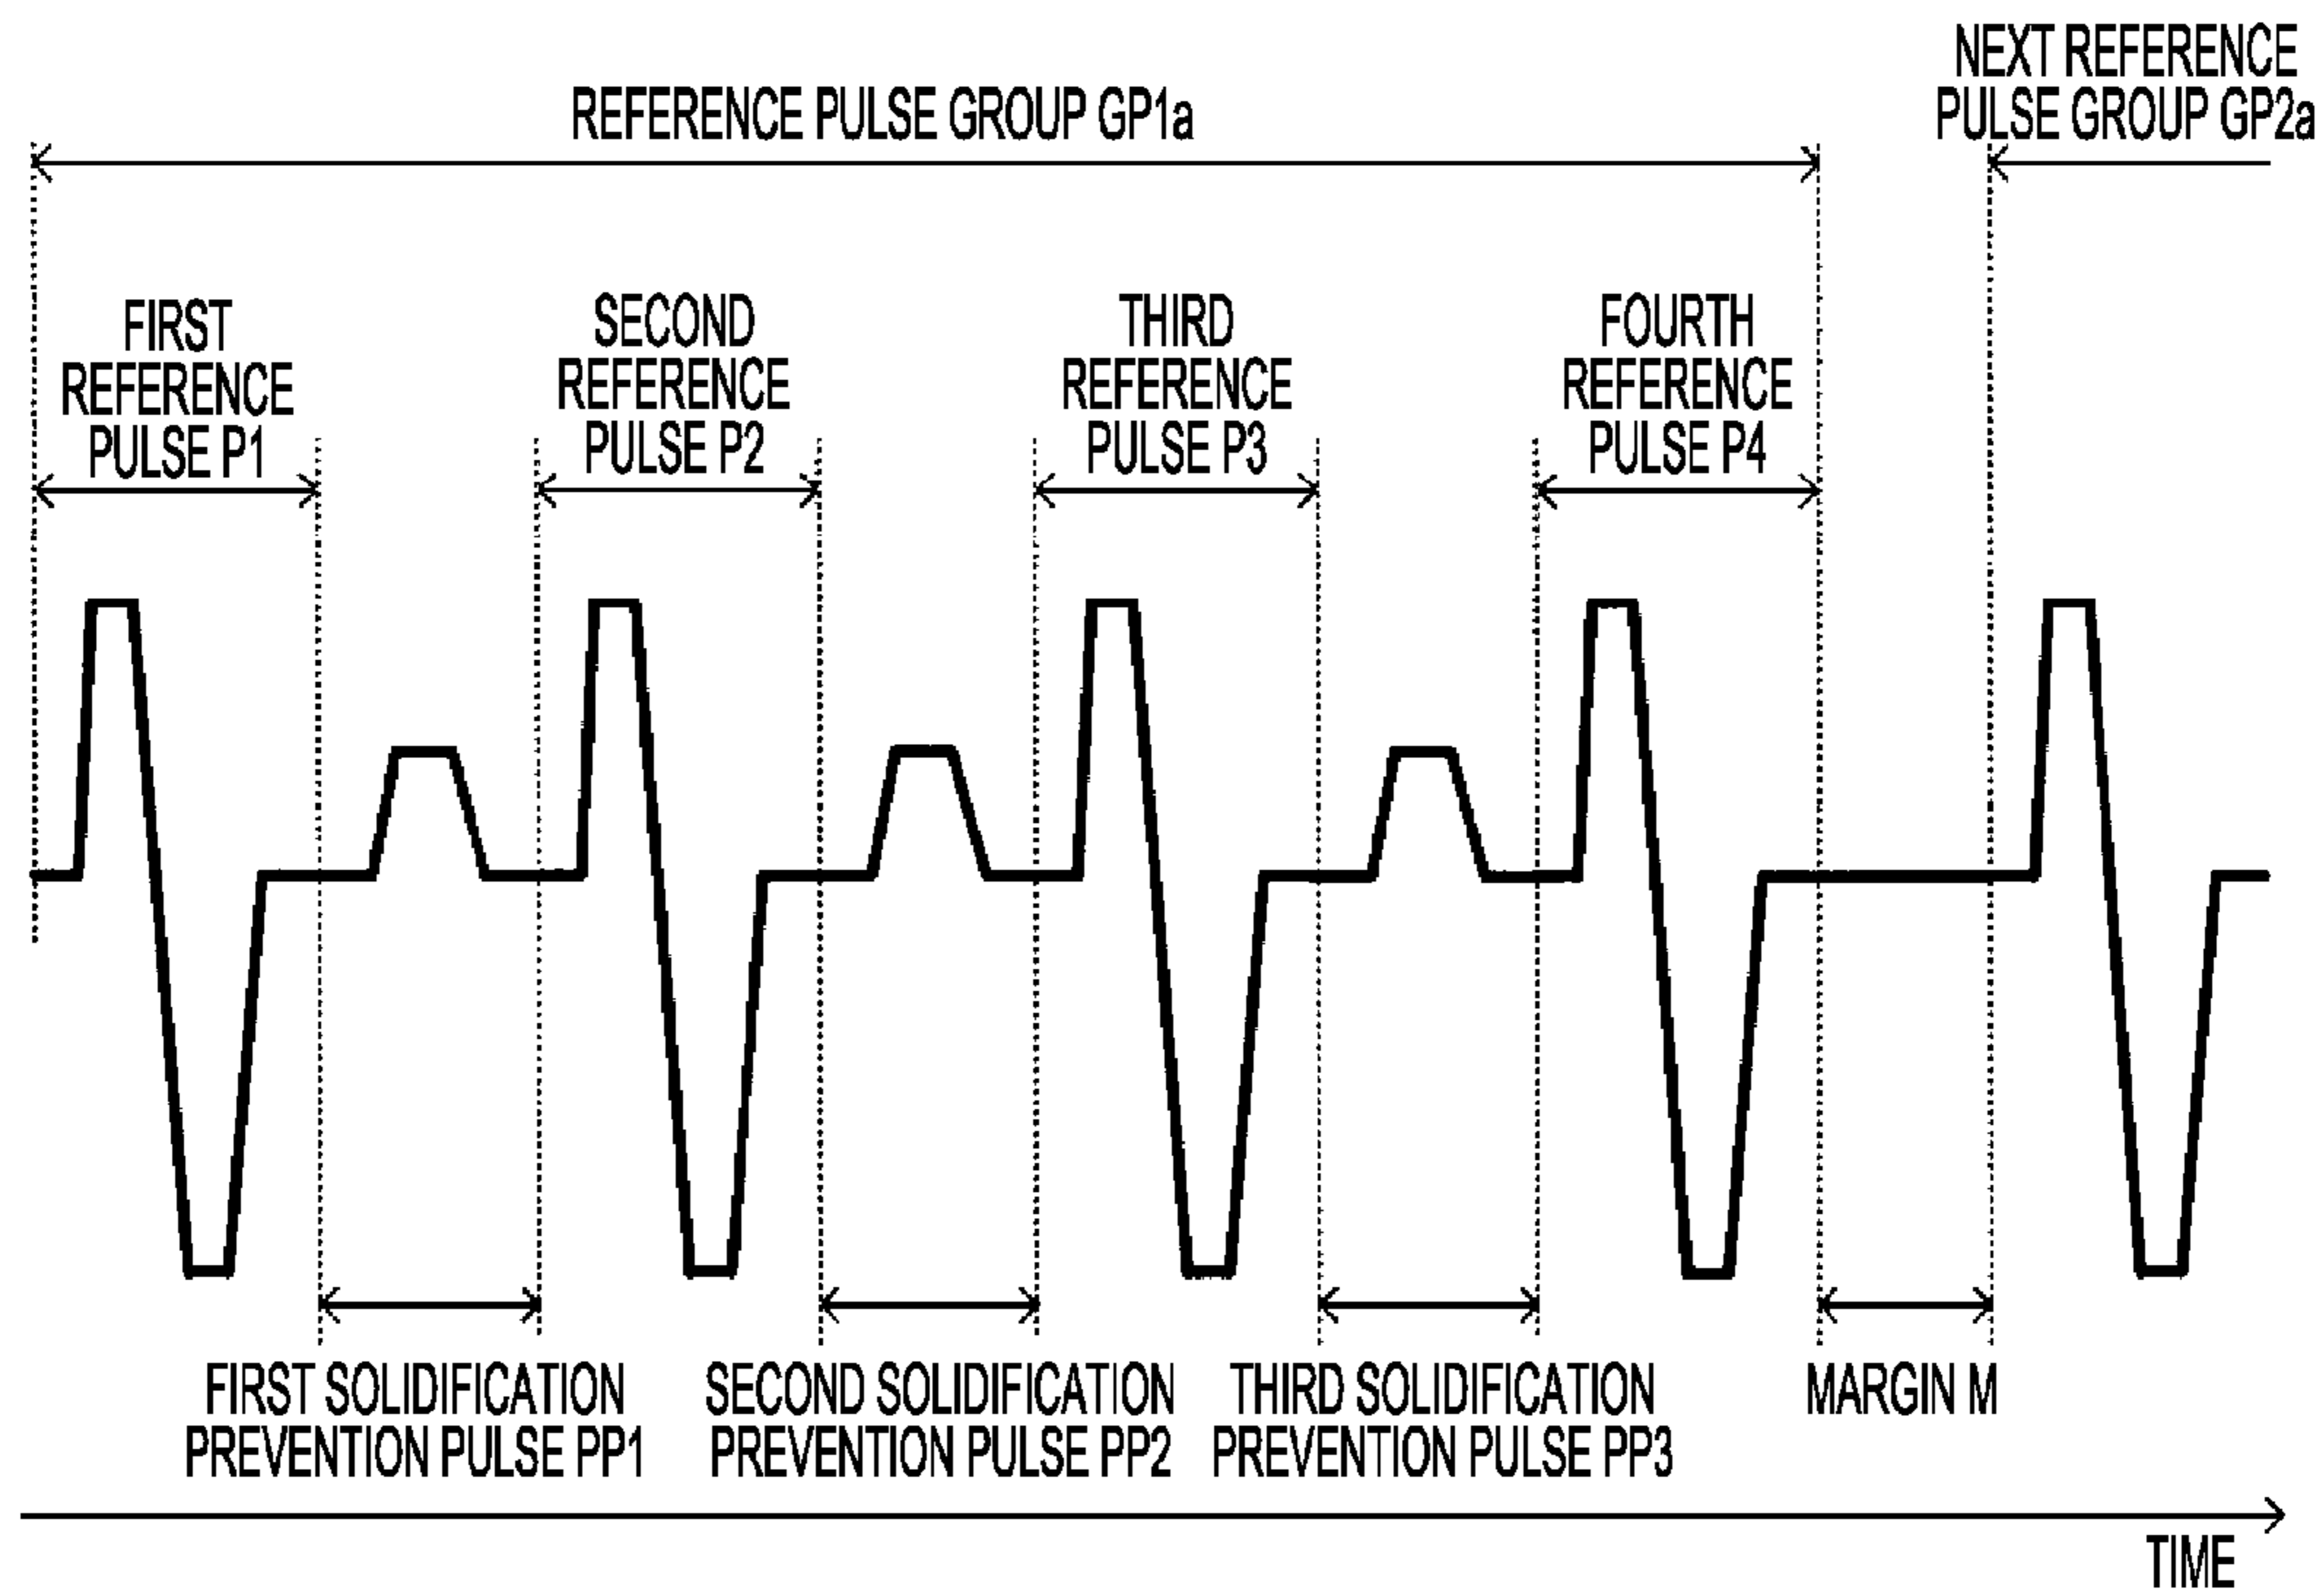 NEXT REFERENCE
PULSE GROUP GP2a
REFERENCE PULSE GROUP GP1a
FIRST
REFERENCE
PULSE P1
SECOND
REFERENCE
PULSE P2
THIRD
REFERENCE
PULSE P3
FOURTH
REFERENCE
PULSE P4
FIRST SOLIDIFICATION
PREVENTION PULSE PP1
SECOND SOLIDIFICATION
PREVENTION PULSE PP2
THIRD SOLIDIFICATION
PREVENTION PULSE PP3
MARGIN M
TIME